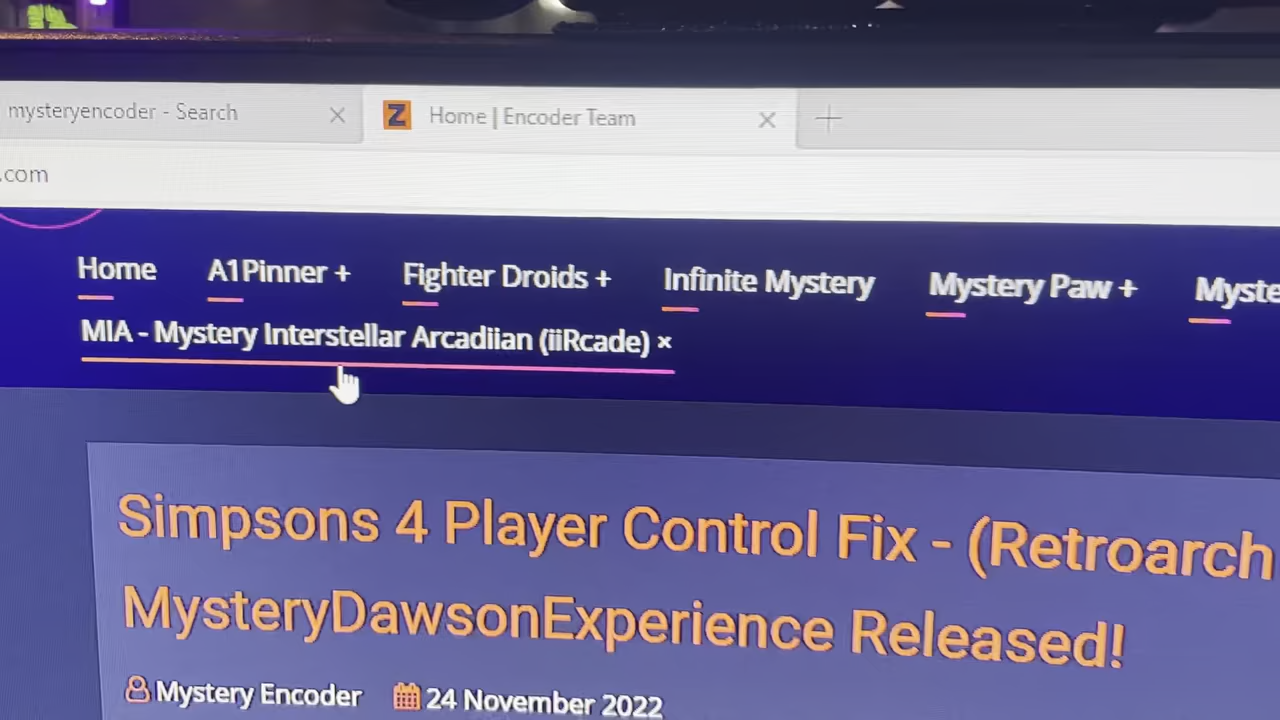 mysteryencoder - Search
Z Home | Encoder Team
.com
Home A1Pinner + Fighter Droids + Infinite Mystery Mystery Paw + Myste
MIA - Mystery Interstellar Arcadiian (iiRcade) ×
Simpsons 4 Player Control Fix - (Retroarch
MysteryDawsonExperience Released!
Mystery Encoder 24 November 2022